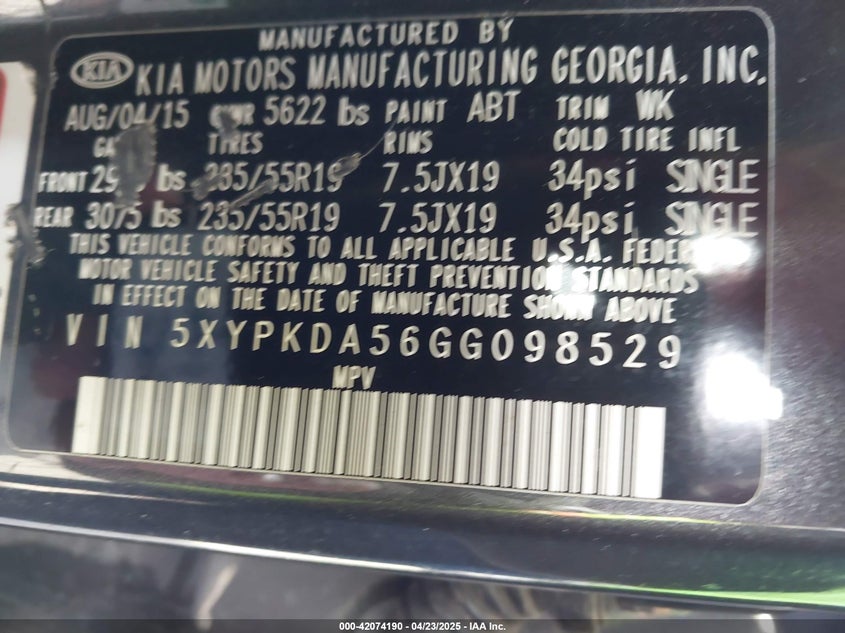 MANUFACTURED BY
KIA KIA MOTORS MANUFACTURING GEORGIA, INC.
AUG/04/15 5622 lbs PAINT ABT TRIM WK
TIRES RIMS COLD TIRE INFL
FRONT 235/55R19 7.5JX19 34psi SINGLE
REAR 3075 lbs 235/55R19 7.5JX19 34psi SINGLE
THIS VEHICLE CONFORMS TO ALL APPLICABLE U.S.A. FEDERAL
MOTOR VEHICLE SAFETY AND THEFT PREVENTION STANDARDS
IN EFFECT ON THE DATE OF MANUFACTURE SHOWN ABOVE
VIN 5XYPKDA56GG098529
MPV
000-42074190 - 04/23/2025 - IAA Inc.